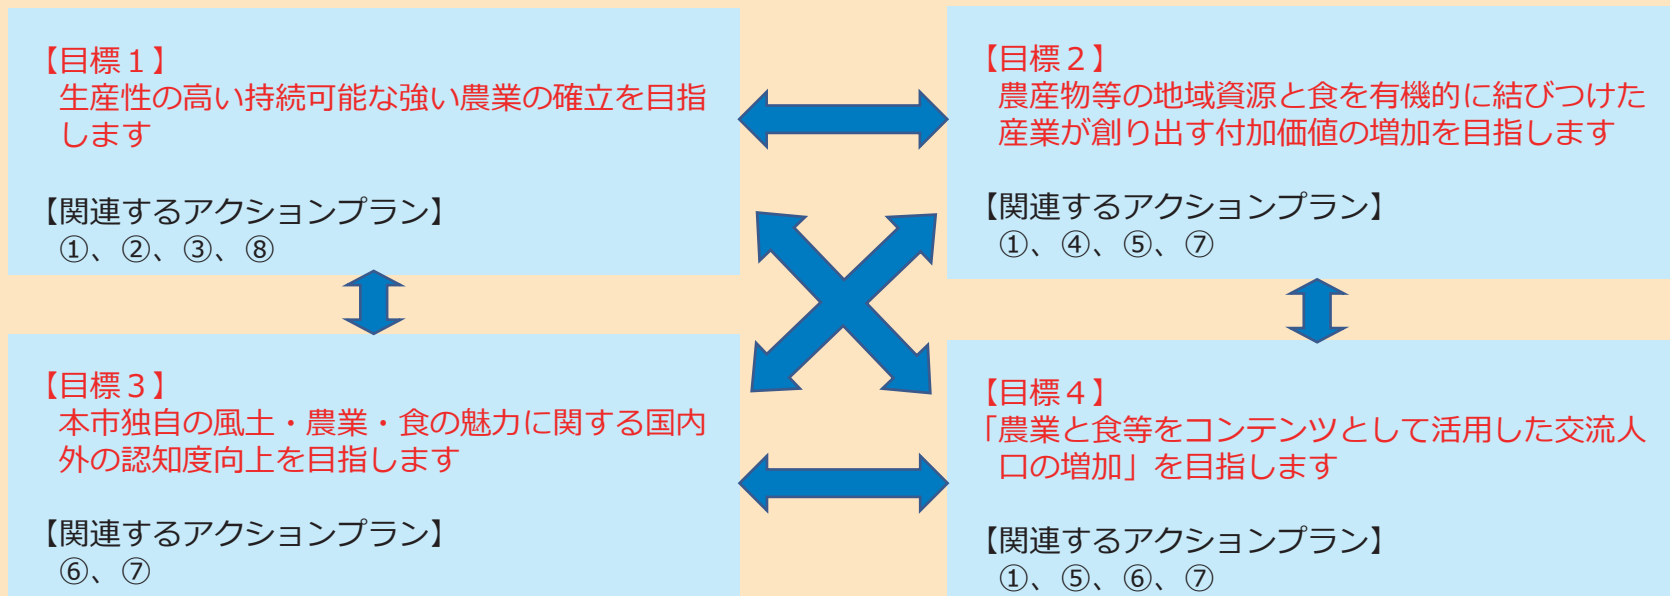 【目標１】
生産性の高い持続可能な強い農業の確立を目指
します
【関連するアクションプラン】
①、②、③、⑧
【目標２】
農産物等の地域資源と食を有機的に結びつけた
産業が創り出す付加価値の増加を目指します
【関連するアクションプラン】
①、④、⑤、⑦
【目標３】
本市独自の風土・農業・食の魅力に関する国内
外の認知度向上を目指します
【関連するアクションプラン】
⑥、⑦
【目標４】
「農業と食等をコンテンツとして活用した交流人
口の増加」を目指します
【関連するアクションプラン】
①、⑤、⑥、⑦